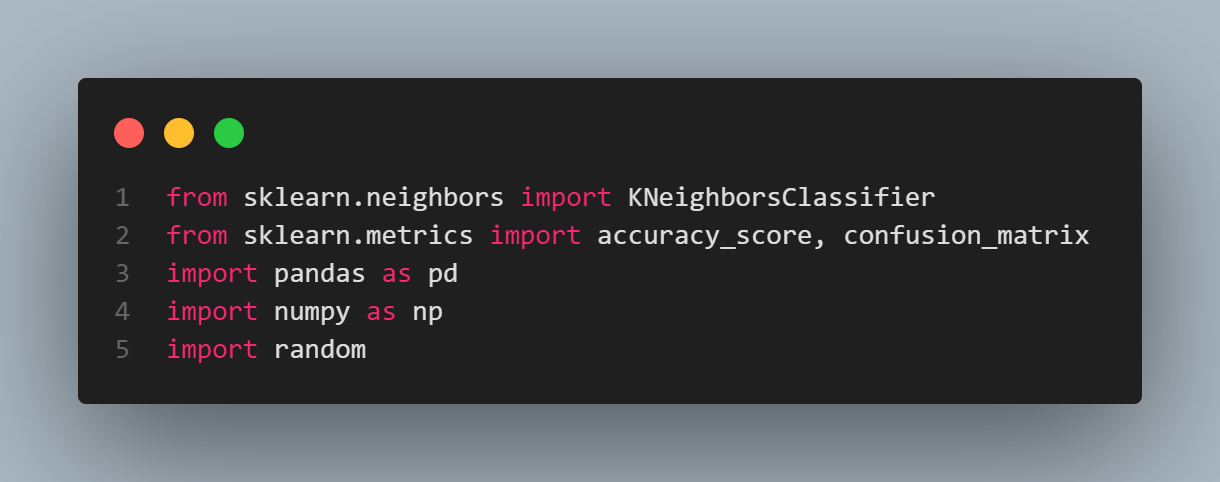 1 from sklearn.neighbors import KNeighborsClassifier
2 from sklearn.metrics import accuracy_score, confusion_matrix
3 import pandas as pd
4 import numpy as np
5 import random